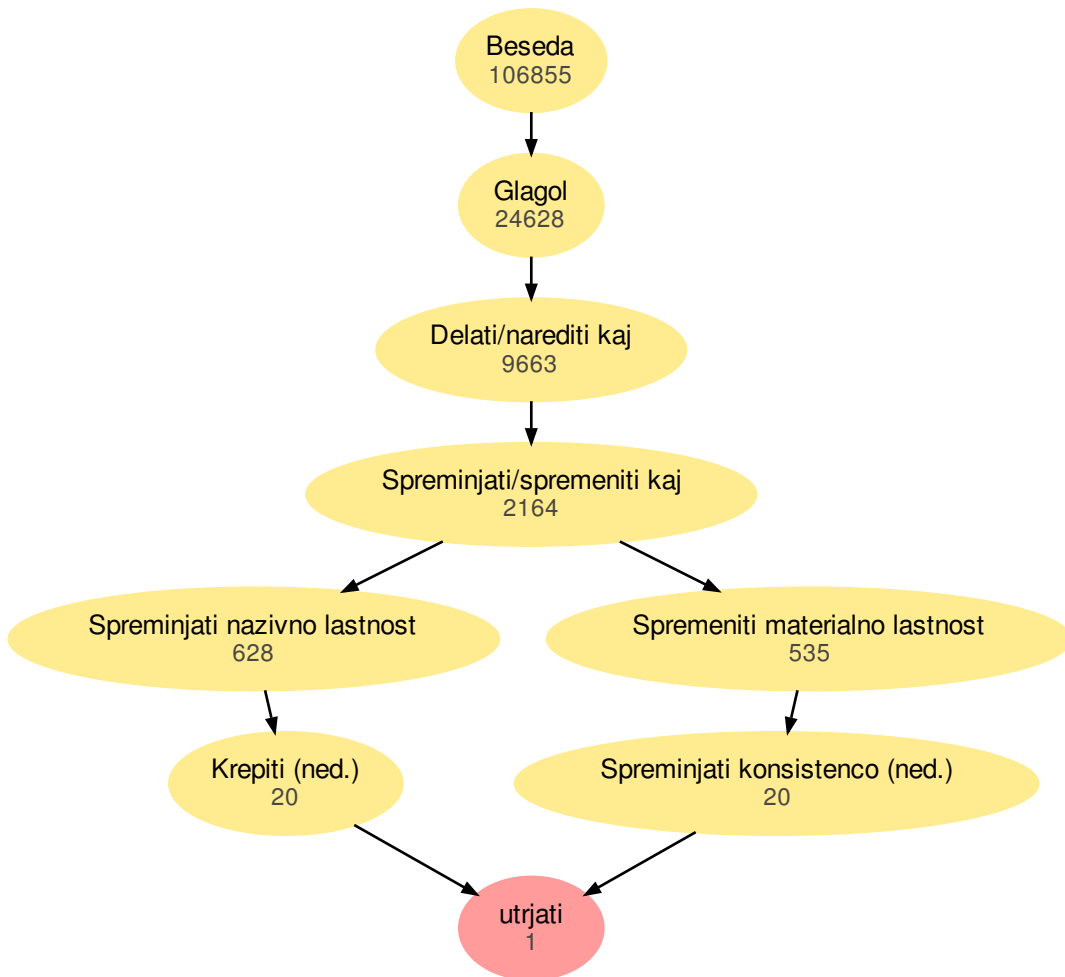 Beseda
106855
Glagol
24628
Delati/narediti kaj
9663
Spreminjati/spremeniti kaj
2164
Spreminjati nazivno lastnost
628
Spremeniti materialno lastnost
535
Krepiti (ned.)
20
Spreminjati konsistenco (ned.)
20
utrjati
1